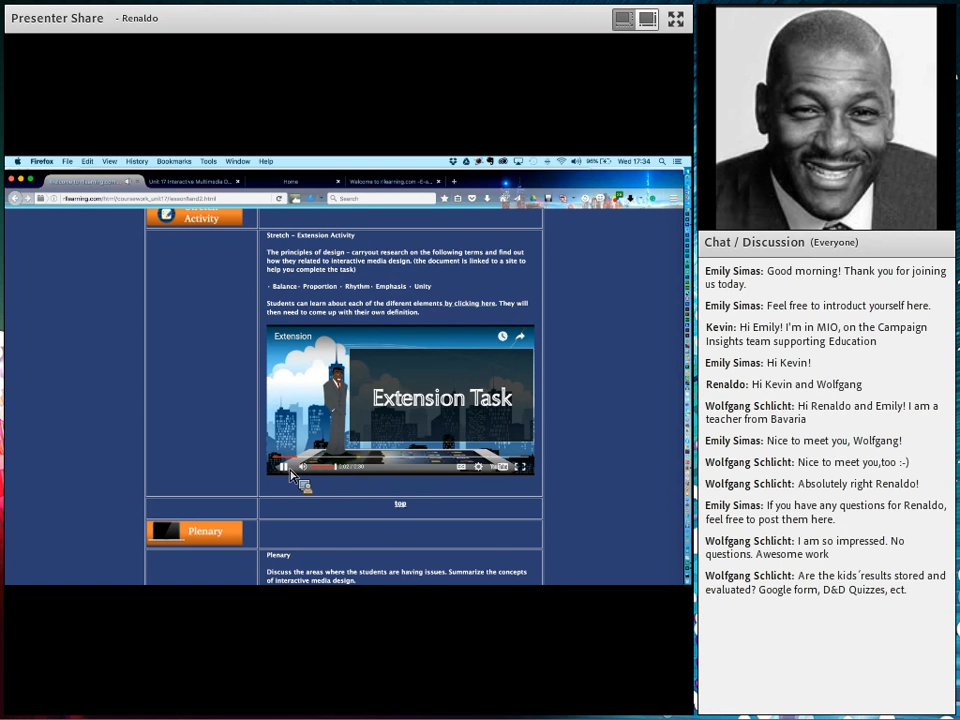 Presenter Share - Renaldo
Firefox File Edit View History Bookmarks Tools Window Help
96% Wed 17:34
Unit 17 Interactive Multimedia D...
Home
Welcome to rllearning.com -E-s...
rllearning.com/html/coursework_unit17/lesson1and2.html
Search
Activity
Stretch - Extension Activity
The principles of design - carryout research on the following terms and find out
how they related to interactive media design. (the document is linked to a site to
help you complete the task)
• Balance• Proportion • Rhythm• Emphasis • Unity
Students can learn about each of the diferent elements by clicking here. They will
then need to come up with their own definition.
Extension
Extension Task
top
Plenary
Plenary
Discuss the areas where the students are having issues. Summarize the concepts
of interactive media design.
Chat / Discussion (Everyone)
Emily Simas: Good morning! Thank you for joining
us today.
Emily Simas: Feel free to introduce yourself here.
Kevin: Hi Emily! I'm in MIO, on the Campaign
Insights team supporting Education
Emily Simas: Hi Kevin!
Renaldo: Hi Kevin and Wolfgang
Wolfgang Schlicht: Hi Renaldo and Emily! I am a
teacher from Bavaria
Emily Simas: Nice to meet you, Wolfgang!
Wolfgang Schlicht: Nice to meet you,too :-)
Wolfgang Schlicht: Absolutely right Renaldo!
Emily Simas: If you have any questions for Renaldo,
feel free to post them here.
Wolfgang Schlicht: I am so impressed. No
questions. Awesome work
Wolfgang Schlicht: Are the kids´results stored and
evaluated? Google form, D&D Quizzes, ect.